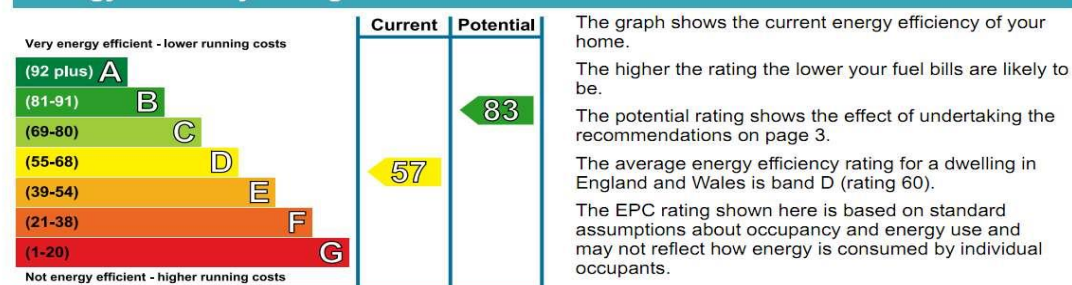 Current Potential
Very energy efficient - lower running costs
(92 plus) A
(81-91) B
(69-80) C
(55-68) D
(39-54) E
(21-38) F
(1-20) G
Not energy efficient - higher running costs
83
57
The graph shows the current energy efficiency of your
home.
The higher the rating the lower your fuel bills are likely to
be.
The potential rating shows the effect of undertaking the
recommendations on page 3.
The average energy efficiency rating for a dwelling in
England and Wales is band D (rating 60).
The EPC rating shown here is based on standard
assumptions about occupancy and energy use and
may not reflect how energy is consumed by individual
occupants.